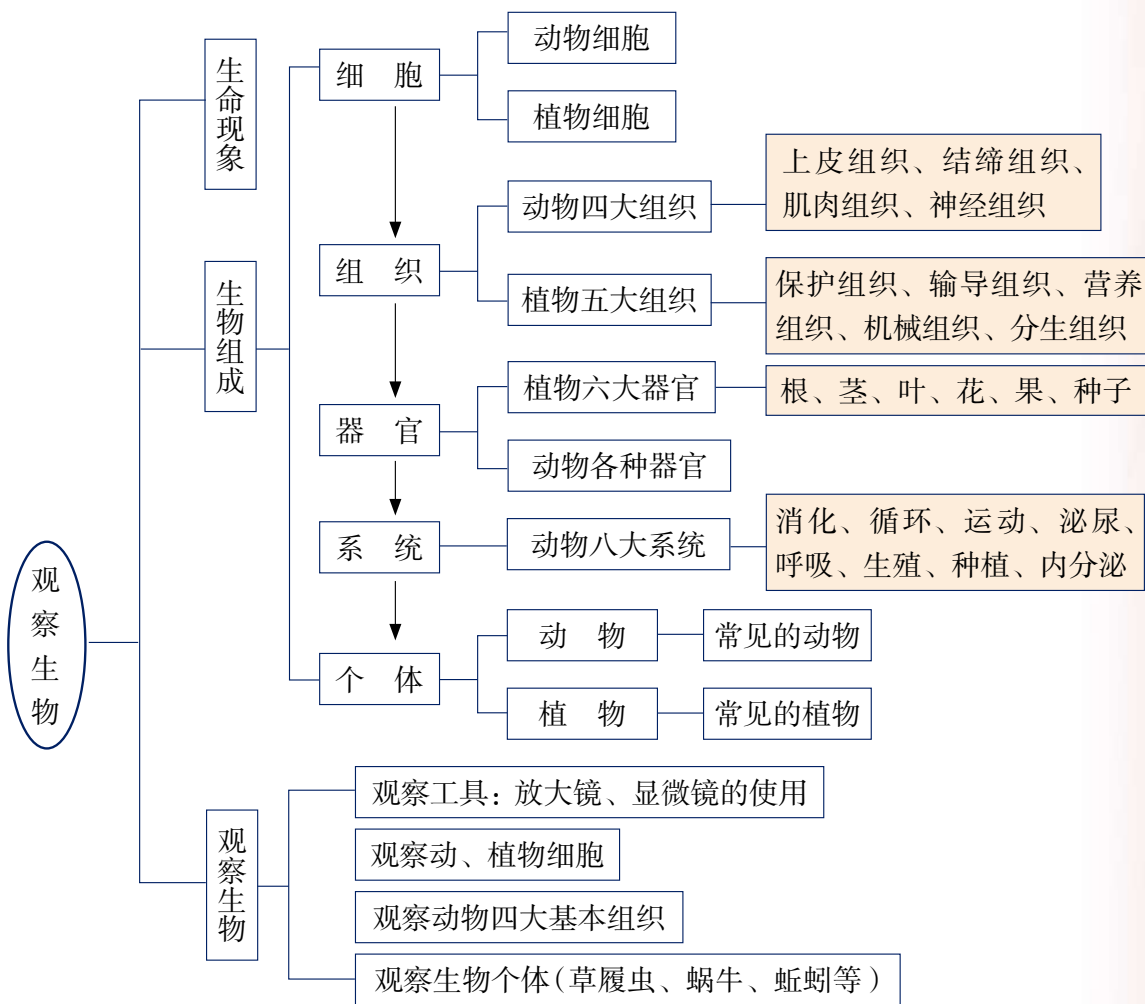 观察生物
生命现象
生物组成
细 胞
动物细胞
植物细胞
组 织
动物四大组织
上皮组织、结缔组织、
肌肉组织、神经组织
植物五大组织
保护组织、输导组织、营养
组织、机械组织、分生组织
器 官
植物六大器官
根、茎、叶、花、果、种子
动物各种器官
系 统
动物八大系统
消化、循环、运动、泌尿、
呼吸、生殖、种植、内分泌
个 体
动 物
常见的动物
植 物
常见的植物
观察生物
观察工具：放大镜、显微镜的使用
观察动、植物细胞
观察动物四大基本组织
观察生物个体(草履虫、蜗牛、蚯蚓等)